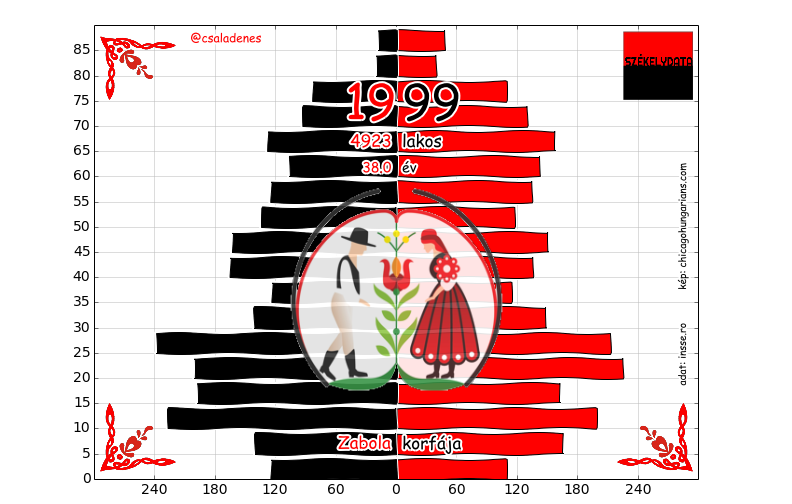 @csaladenes
SZÉKELYDATA
1999
4923 lakos
38.0 év
kép: chicagohungarians.com
adat: insse.ro
Zabola korfája
85
80
75
70
65
60
55
50
45
40
35
30
25
20
15
10
5
0
240 180 120 60 0 60 120 180 240